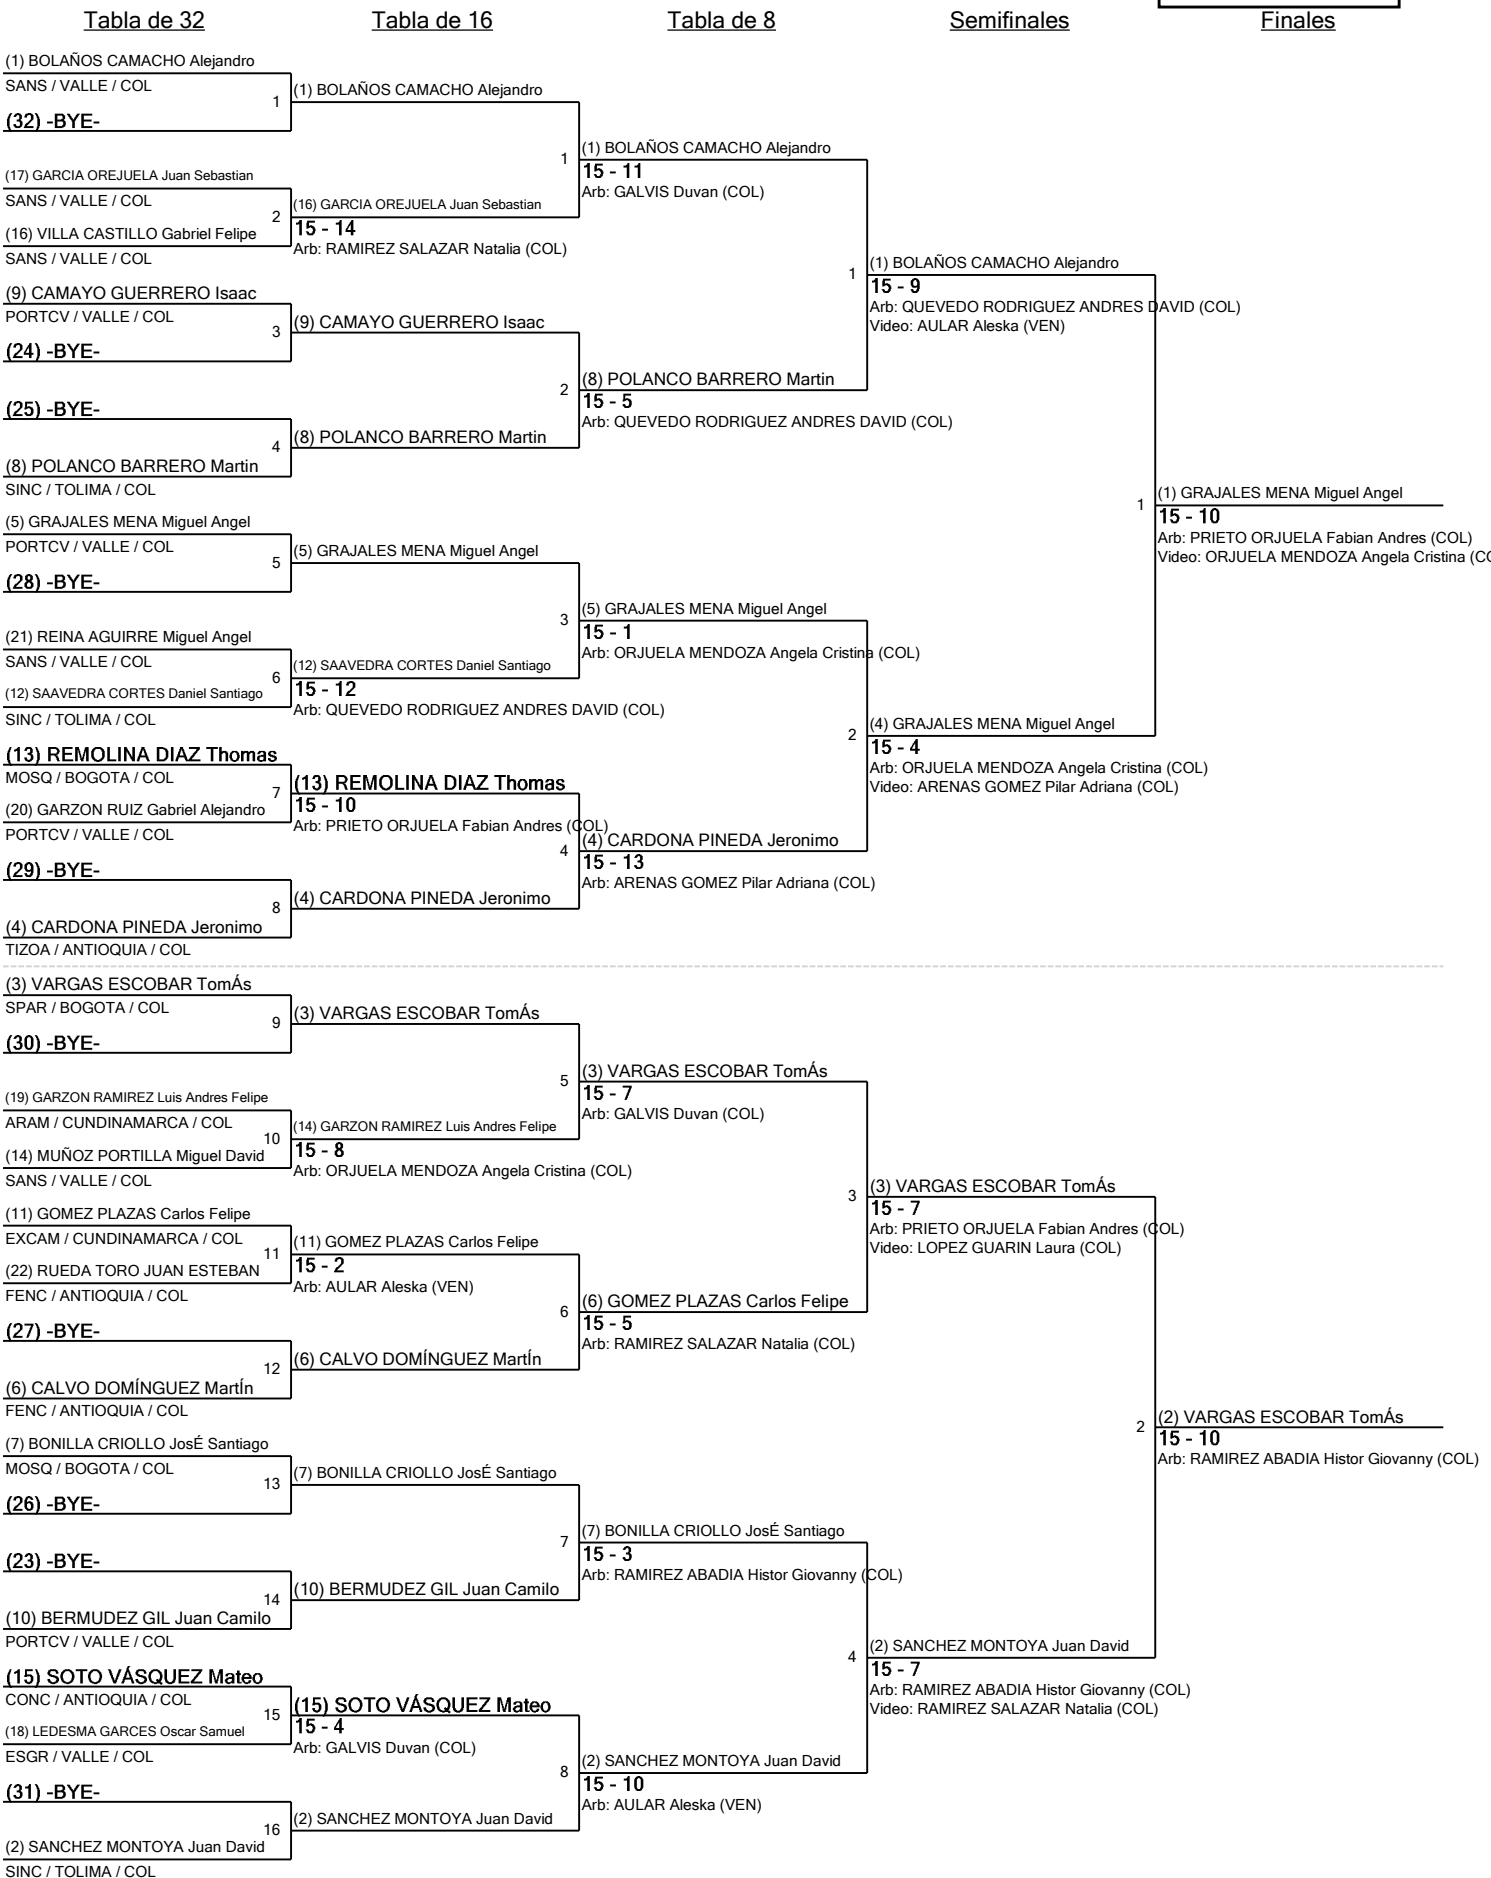 Tabla de 32
Tabla de 16
Tabla de 8
Semifinales
Finales
(1) BOLAÑOS CAMACHO Alejandro
SANS / VALLE / COL
1
(32) -BYE-
(17) GARCIA OREJUELA Juan Sebastian
SANS / VALLE / COL
2
(16) VILLA CASTILLO Gabriel Felipe
SANS / VALLE / COL
(9) CAMAYO GUERRERO Isaac
PORTCV / VALLE / COL
3
(24) -BYE-
(25) -BYE-
4
(8) POLANCO BARRERO Martin
SINC / TOLIMA / COL
(5) GRAJALES MENA Miguel Angel
PORTCV / VALLE / COL
5
(28) -BYE-
(21) REINA AGUIRRE Miguel Angel
SANS / VALLE / COL
6
(12) SAAVEDRA CORTES Daniel Santiago
SINC / TOLIMA / COL
(13) REMOLINA DIAZ Thomas
MOSQ / BOGOTA / COL
7
(20) GARZON RUIZ Gabriel Alejandro
PORTCV / VALLE / COL
(29) -BYE-
8
(4) CARDONA PINEDA Jeronimo
TIZOA / ANTIOQUIA / COL
(3) VARGAS ESCOBAR TomÁs
SPAR / BOGOTA / COL
9
(30) -BYE-
(19) GARZON RAMIREZ Luis Andres Felipe
ARAM / CUNDINAMARCA / COL
10
(14) MUÑOZ PORTILLA Miguel David
SANS / VALLE / COL
(11) GOMEZ PLAZAS Carlos Felipe
EXCAM / CUNDINAMARCA / COL
11
(22) RUEDA TORO JUAN ESTEBAN
FENC / ANTIOQUIA / COL
(27) -BYE-
12
(6) CALVO DOMÍNGUEZ MartÍn
FENC / ANTIOQUIA / COL
(7) BONILLA CRIOLLO JosÉ Santiago
MOSQ / BOGOTA / COL
13
(26) -BYE-
(23) -BYE-
14
(10) BERMUDEZ GIL Juan Camilo
PORTCV / VALLE / COL
(15) SOTO VÁSQUEZ Mateo
CONC / ANTIOQUIA / COL
15
(18) LEDESMA GARCES Oscar Samuel
ESGR / VALLE / COL
(31) -BYE-
16
(2) SANCHEZ MONTOYA Juan David
SINC / TOLIMA / COL
(1) BOLAÑOS CAMACHO Alejandro
1
(16) GARCIA OREJUELA Juan Sebastian
15 - 14
Arb: RAMIREZ SALAZAR Natalia (COL)
(9) CAMAYO GUERRERO Isaac
2
(8) POLANCO BARRERO Martin
(5) GRAJALES MENA Miguel Angel
3
(12) SAAVEDRA CORTES Daniel Santiago
15 - 12
Arb: QUEVEDO RODRIGUEZ ANDRES DAVID (COL)
(13) REMOLINA DIAZ Thomas
15 - 10
Arb: PRIETO ORJUELA Fabian Andres (COL)
4
(4) CARDONA PINEDA Jeronimo
(3) VARGAS ESCOBAR TomÁs
5
(14) GARZON RAMIREZ Luis Andres Felipe
15 - 8
Arb: ORJUELA MENDOZA Angela Cristina (COL)
(11) GOMEZ PLAZAS Carlos Felipe
15 - 2
Arb: AULAR Aleska (VEN)
6
(6) CALVO DOMÍNGUEZ MartÍn
(7) BONILLA CRIOLLO JosÉ Santiago
7
(10) BERMUDEZ GIL Juan Camilo
(15) SOTO VÁSQUEZ Mateo
15 - 4
Arb: GALVIS Duvan (COL)
8
(2) SANCHEZ MONTOYA Juan David
(1) BOLAÑOS CAMACHO Alejandro
15 - 11
Arb: GALVIS Duvan (COL)
1
(8) POLANCO BARRERO Martin
15 - 5
Arb: QUEVEDO RODRIGUEZ ANDRES DAVID (COL)
(5) GRAJALES MENA Miguel Angel
15 - 1
Arb: ORJUELA MENDOZA Angela Cristina (COL)
2
(4) CARDONA PINEDA Jeronimo
15 - 13
Arb: ARENAS GOMEZ Pilar Adriana (COL)
(3) VARGAS ESCOBAR TomÁs
15 - 7
Arb: GALVIS Duvan (COL)
3
(6) GOMEZ PLAZAS Carlos Felipe
15 - 5
Arb: RAMIREZ SALAZAR Natalia (COL)
(7) BONILLA CRIOLLO JosÉ Santiago
15 - 3
Arb: RAMIREZ ABADIA Histor Giovanny (COL)
4
(2) SANCHEZ MONTOYA Juan David
15 - 10
Arb: AULAR Aleska (VEN)
(1) BOLAÑOS CAMACHO Alejandro
15 - 9
Arb: QUEVEDO RODRIGUEZ ANDRES DAVID (COL)
Video: AULAR Aleska (VEN)
1
(4) GRAJALES MENA Miguel Angel
15 - 4
Arb: ORJUELA MENDOZA Angela Cristina (COL)
Video: ARENAS GOMEZ Pilar Adriana (COL)
(3) VARGAS ESCOBAR TomÁs
15 - 7
Arb: PRIETO ORJUELA Fabian Andres (COL)
Video: LOPEZ GUARIN Laura (COL)
2
(2) SANCHEZ MONTOYA Juan David
15 - 7
Arb: RAMIREZ ABADIA Histor Giovanny (COL)
Video: RAMIREZ SALAZAR Natalia (COL)
(1) GRAJALES MENA Miguel Angel
15 - 10
Arb: PRIETO ORJUELA Fabian Andres (COL)
Video: ORJUELA MENDOZA Angela Cristina (CO
(2) VARGAS ESCOBAR TomÁs
15 - 10
Arb: RAMIREZ ABADIA Histor Giovanny (COL)